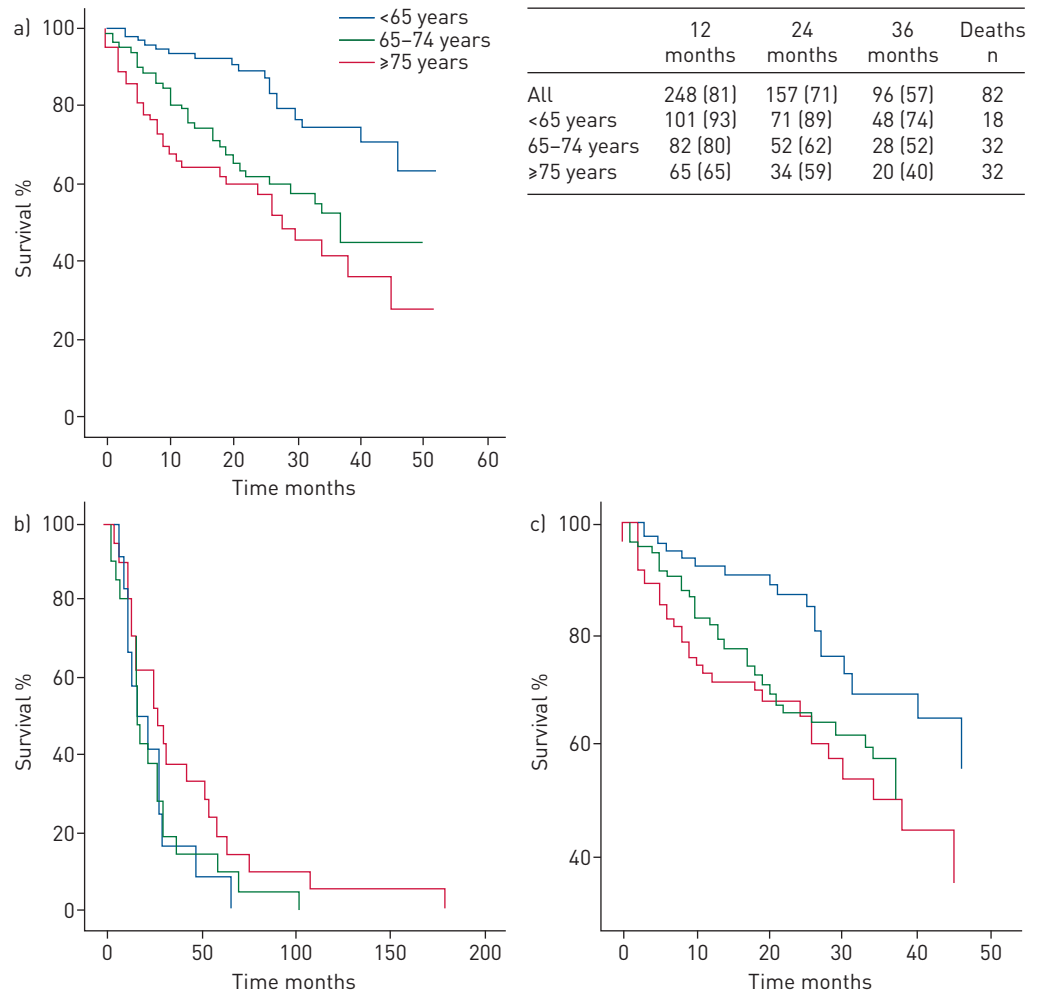 a)
<65 years
65–74 years
⩾75 years
100
80
60
40
20
0
Survival %
0 10 20 30 40 50 60
Time months
12 months 24 months 36 months Deaths n
All 248 (81) 157 (71) 96 (57) 82
<65 years 101 (93) 71 (89) 48 (74) 18
65–74 years 82 (80) 52 (62) 28 (52) 32
⩾75 years 65 (65) 34 (59) 20 (40) 32
b)
100
80
60
40
20
0
Survival %
0 50 100 150 200
Time months
c)
100
80
60
40
Survival %
0 10 20 30 40 50
Time months